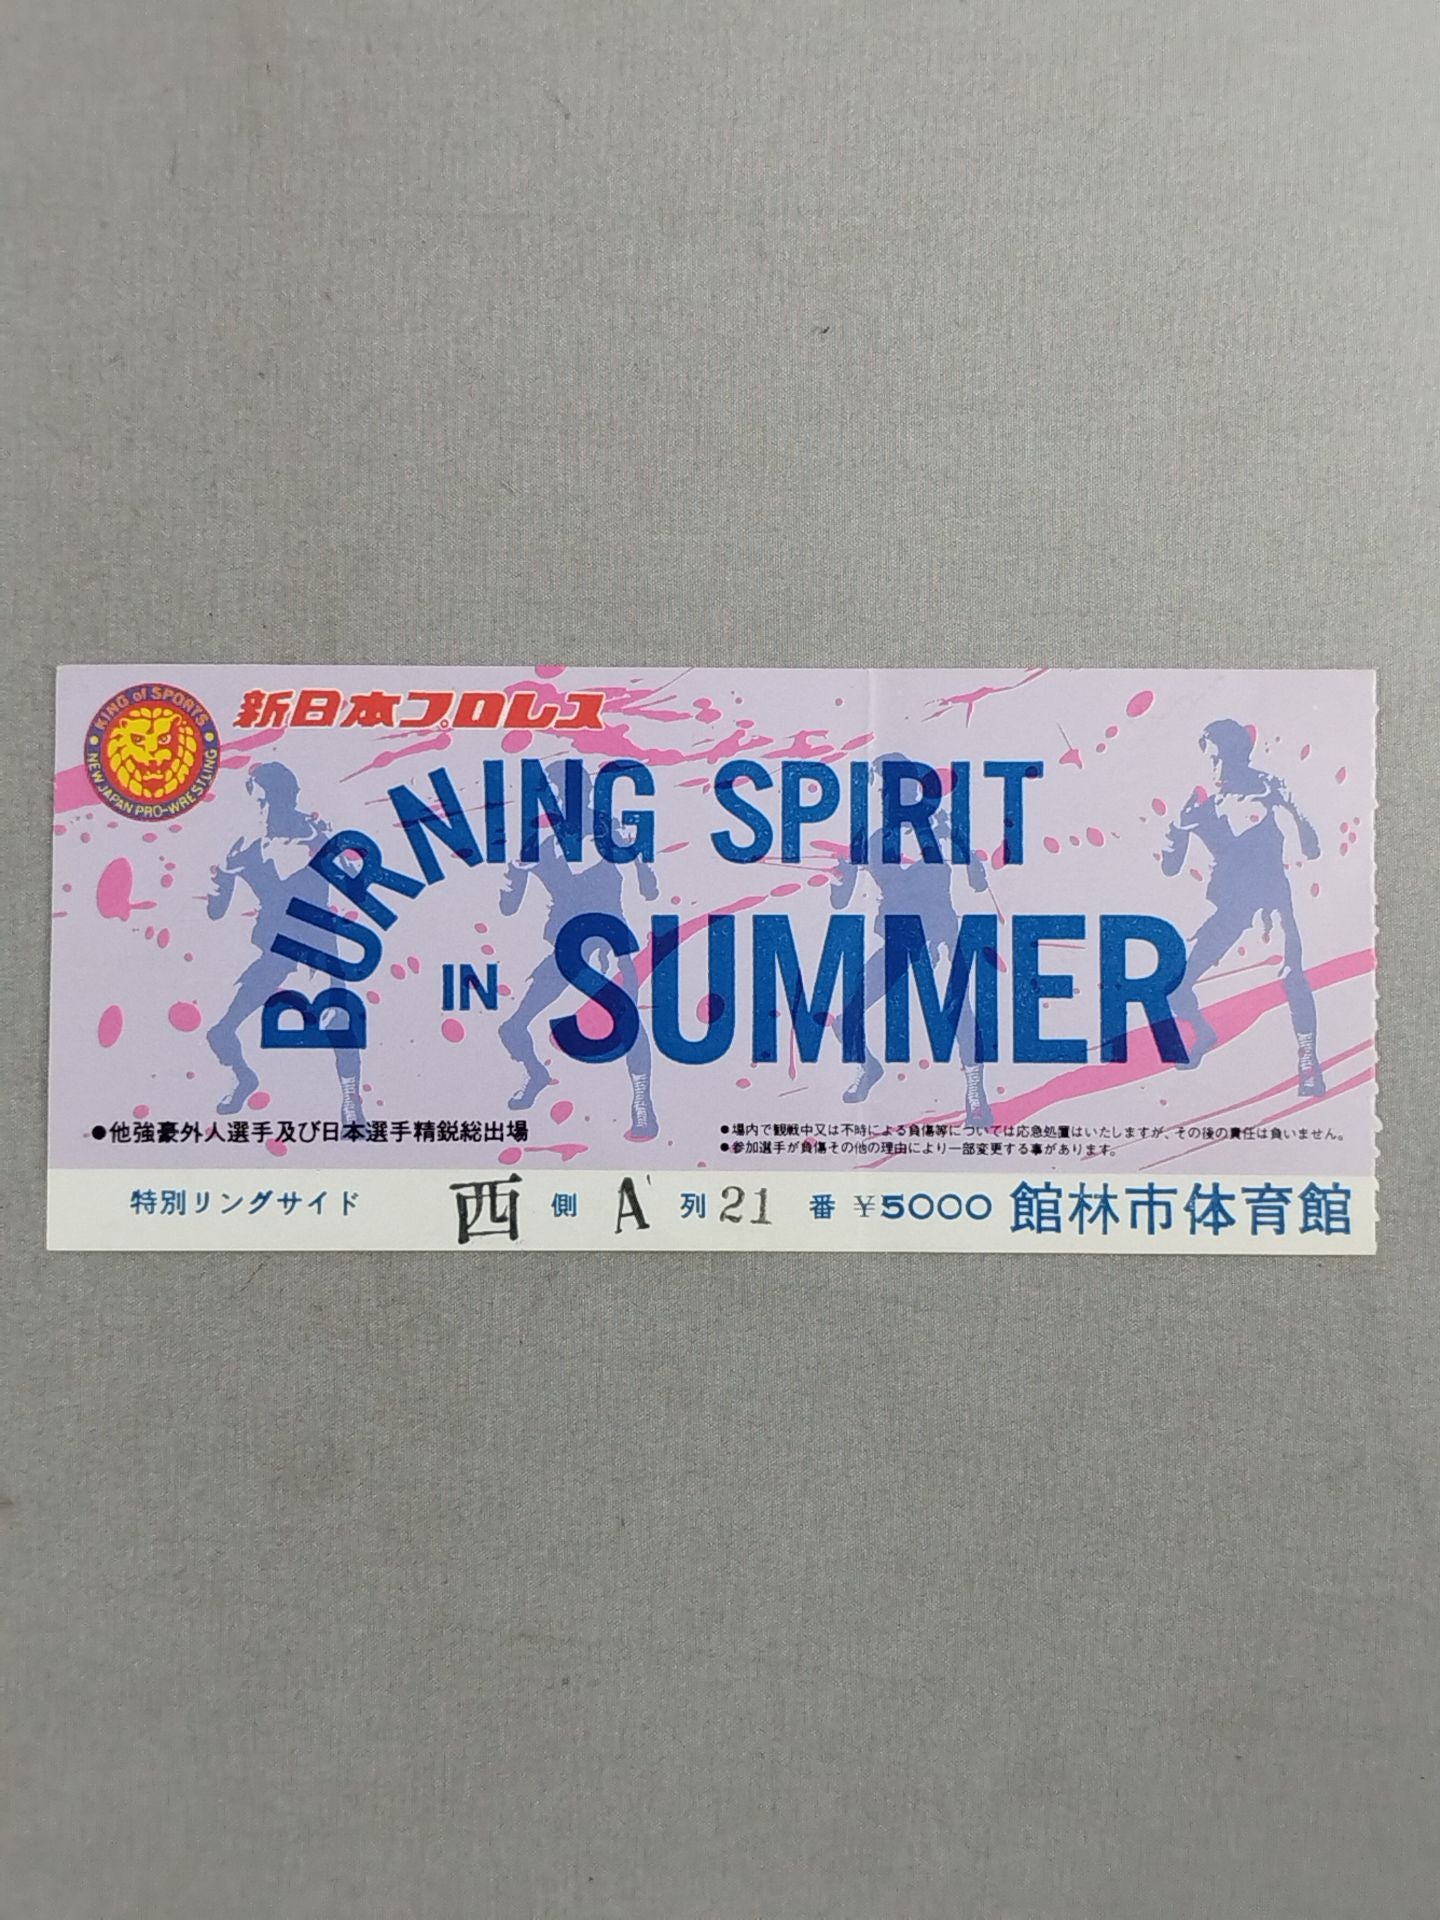 KING of SPORTS
NEW JAPAN PRO-WRESTLING
新日本プロレス
BURNING SPIRIT
IN SUMMER
●他強豪外人選手及び日本選手精鋭総出場
●場内で観戦中又は不時による負傷等については応急処置はいたしますが、その後の責任は負いません。
●参加選手が負傷その他の理由により一部変更する事があります。
特別リングサイド 西 側 A 列 21 番 ¥5000 館林市体育館